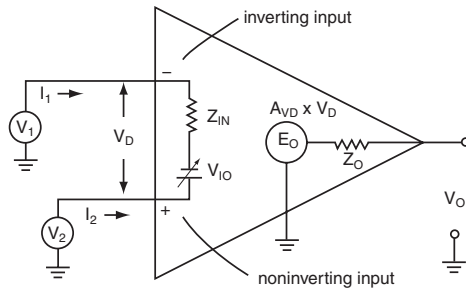 inverting input
I1
−
ZIN
AVD x VD
V1
VD
EO
ZO
VIO
I2
+
VO
V2
noninverting input